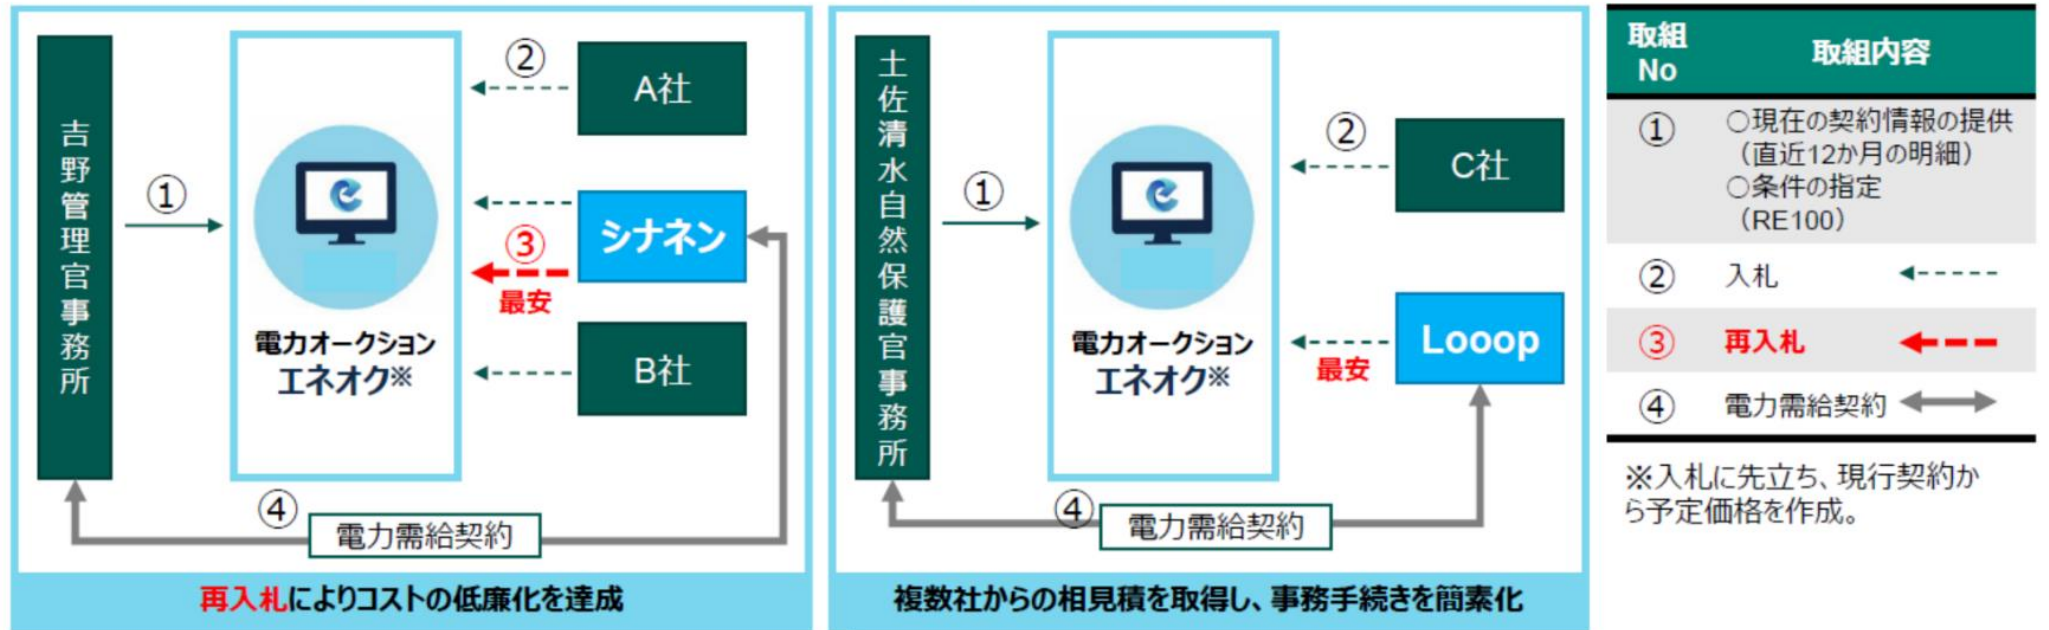 吉野管理官事務所
①
②
A社
シナネン
③
最安
B社
電力オークション
エネオク※
④
電力需給契約
再入札によりコストの低廉化を達成
土佐清水自然保護官事務所
①
②
C社
Looop
最安
電力オークション
エネオク※
④
電力需給契約
複数社からの相見積を取得し、事務手続きを簡素化
取組
No
取組内容
①
○現在の契約情報の提供
（直近12か月の明細）
○条件の指定
（RE100）
② 入札
③ 再入札
④ 電力需給契約
※入札に先立ち、現行契約か
ら予定価格を作成。